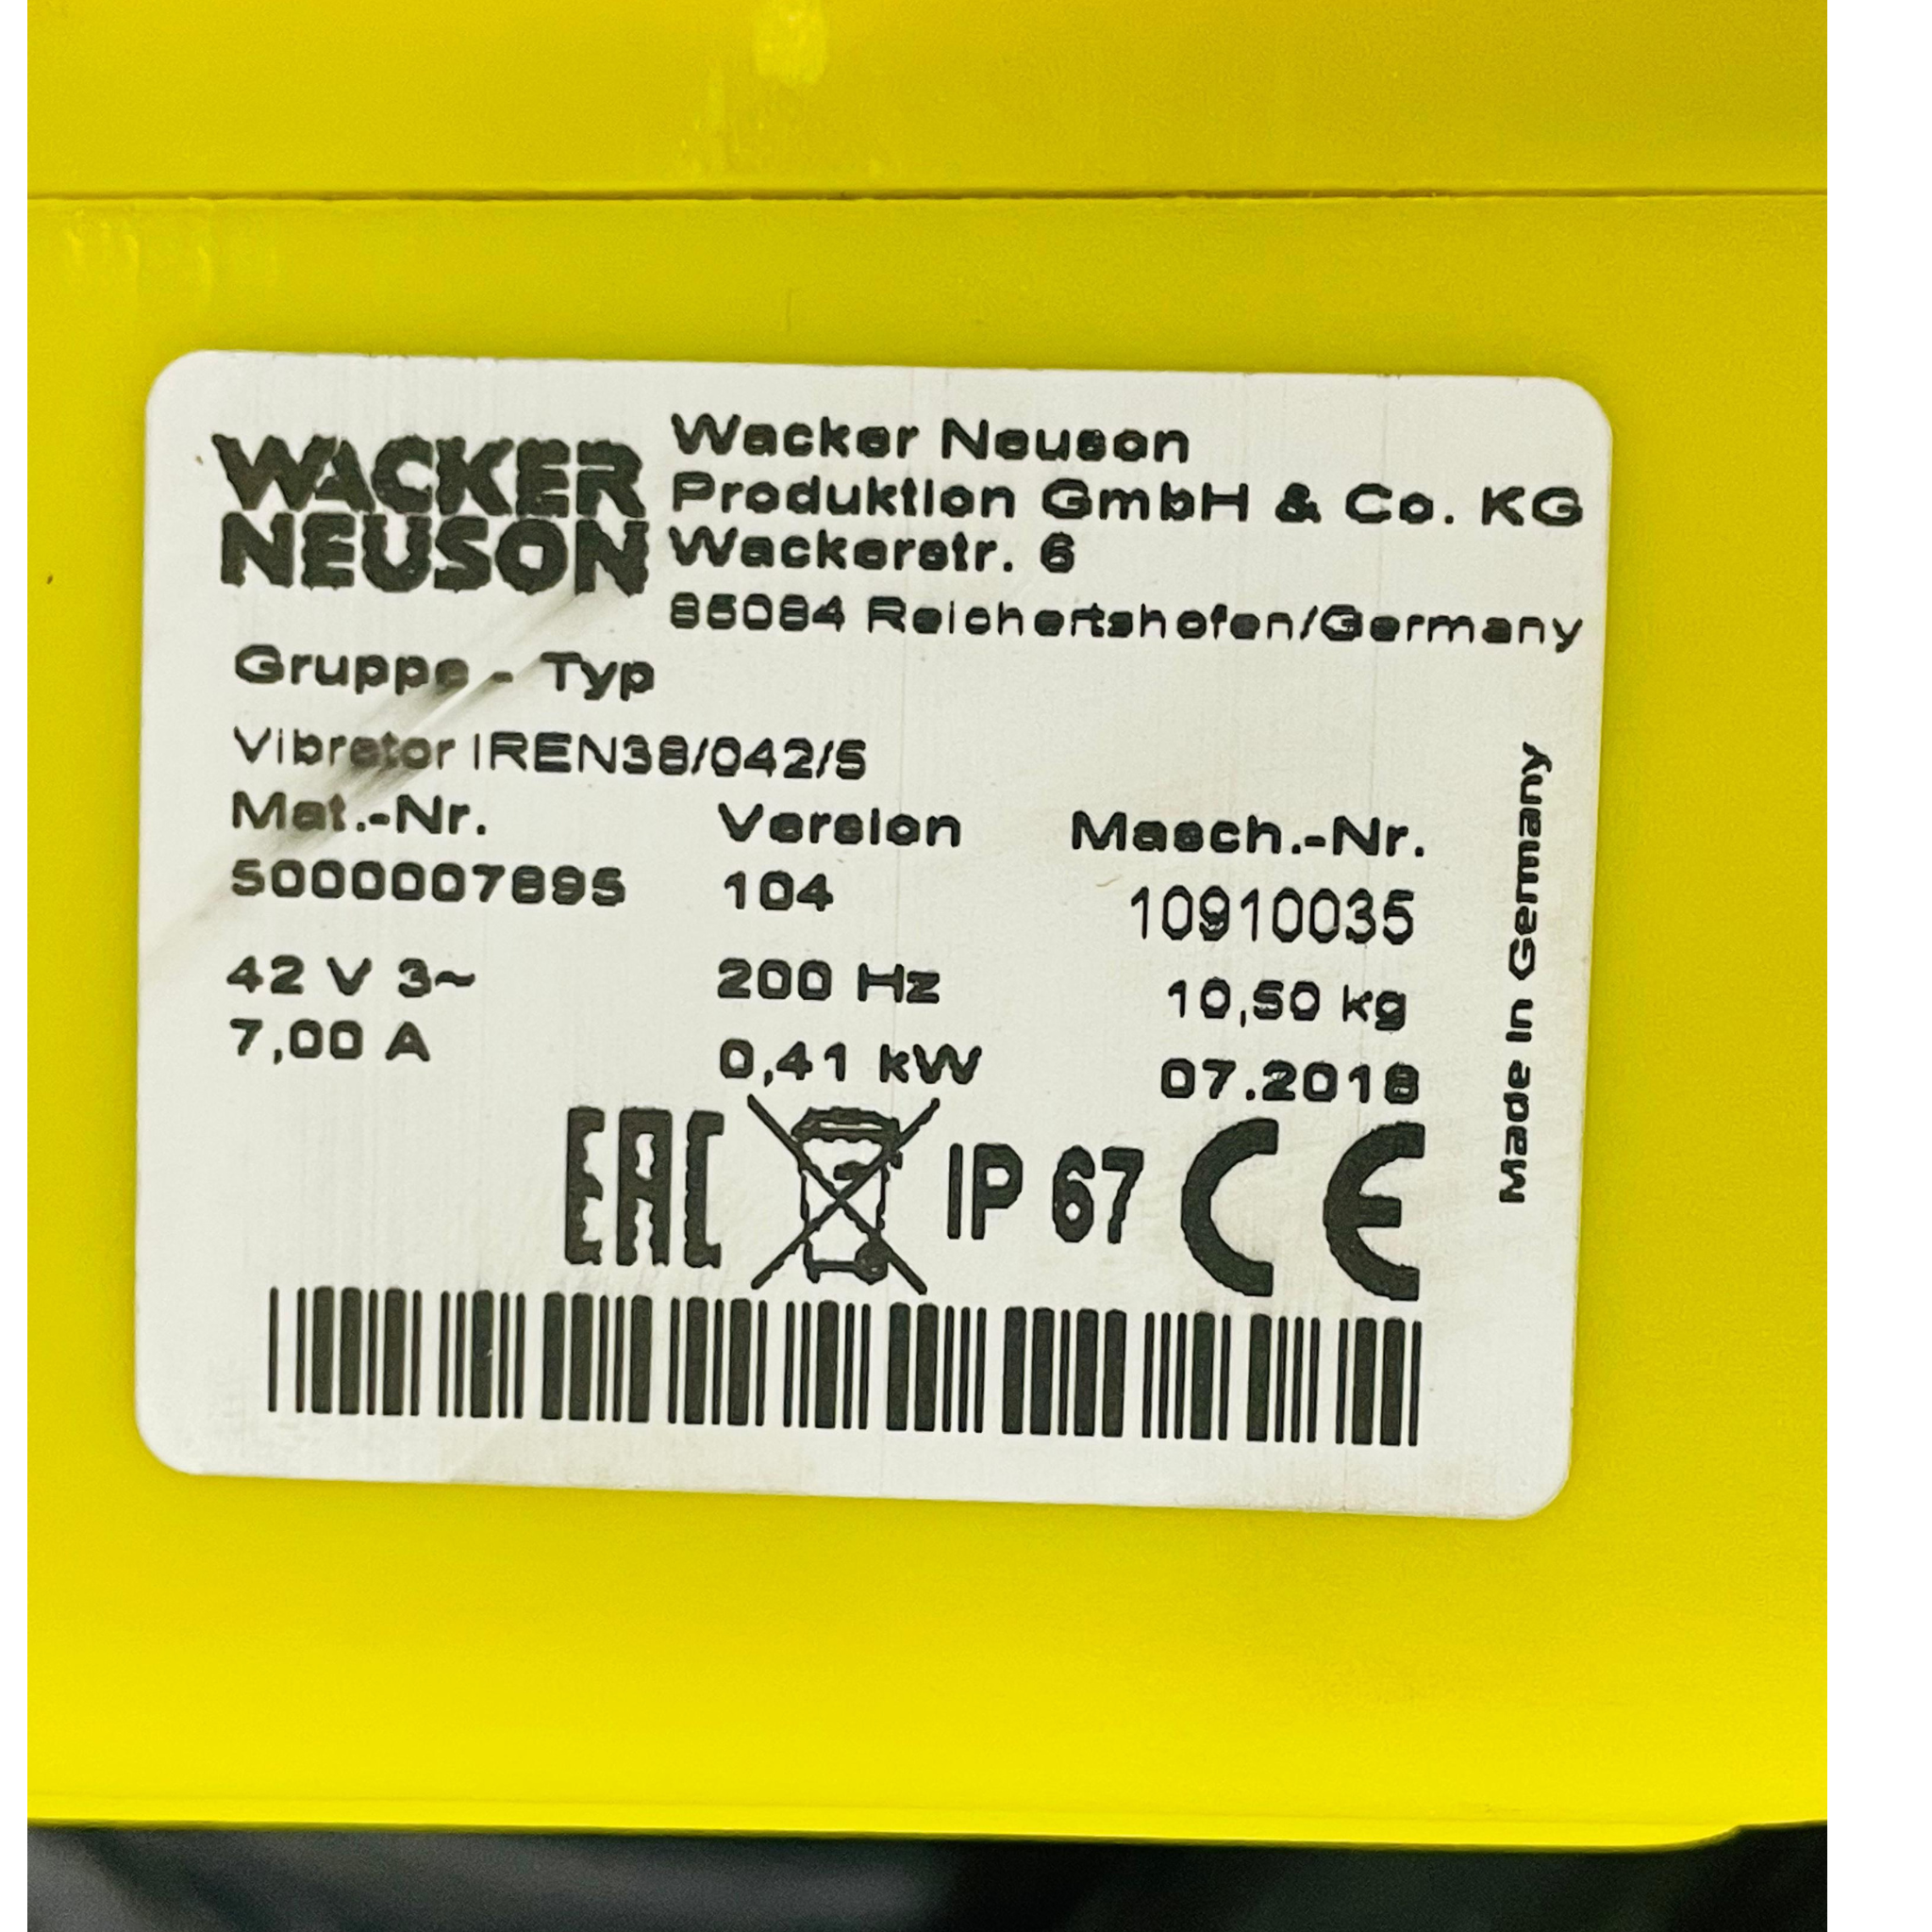 WACKER
NEUSON
Wacker Neuson
Produktion GmbH & Co. KG
Wackerstr. 6
85084 Reichertshofen/Germany
Gruppe - Typ
Vibrator IREN38/042/5
Mat.-Nr. Version Masch.-Nr.
5000007895 104 10910035
42 V 3~ 200 Hz 10,50 kg
7,00 A 0,41 kW 07.2018
EAC IP 67 CE
Made in Germany